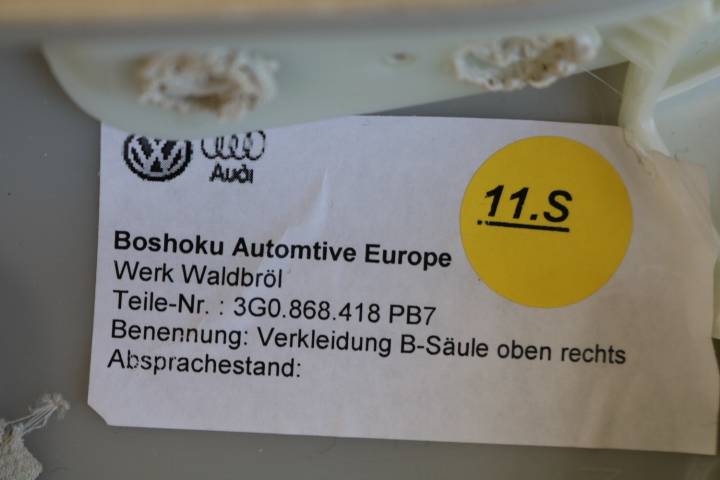 Audi
11.S
Boshoku Automtive Europe
Werk Waldbröl
Teile-Nr. : 3G0.868.418 PB7
Benennung: Verkleidung B-Säule oben rechts
Absprachestand: